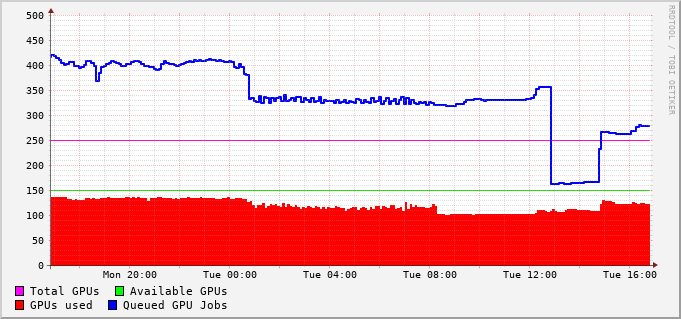 500
450
400
350
300
250
200
150
100
50
0
Mon 20:00 Tue 00:00 Tue 04:00 Tue 08:00 Tue 12:00 Tue 16:00
Total GPUs Available GPUs
GPUs used Queued GPU Jobs
RRDTOOL / TOBI OETIKER